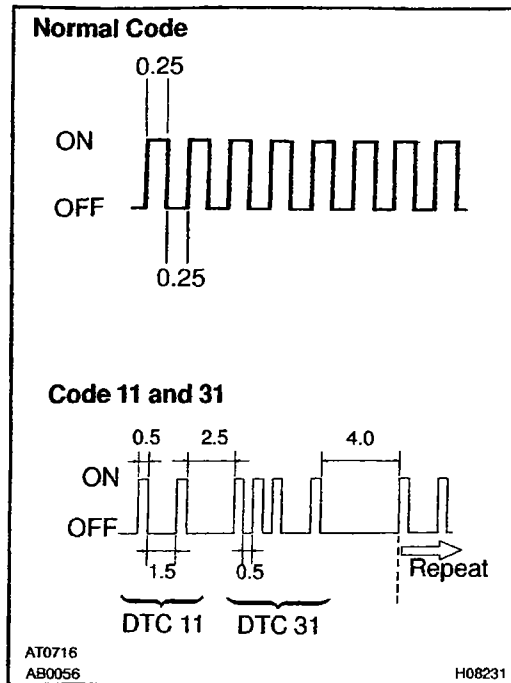 Normal Code
0.25
ON
OFF
0.25
Code 11 and 31
0.5 2.5 4.0
ON
OFF
1.5 0.5 Repeat
DTC 11 DTC 31
AT0716
AB0056 H08231